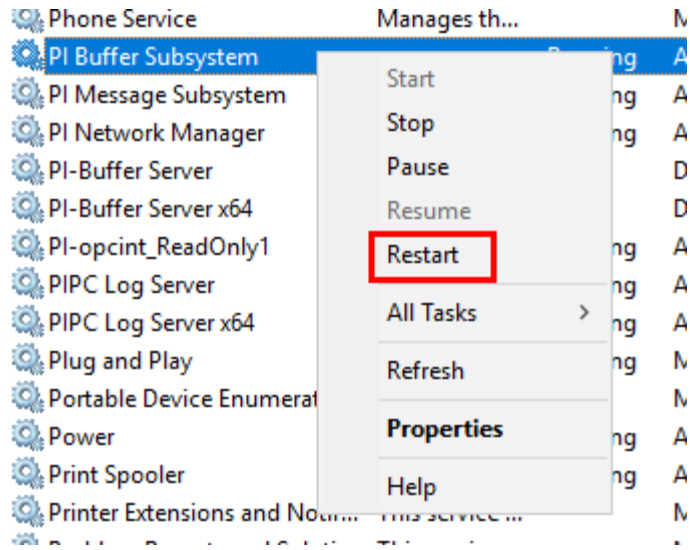 Phone Service Manages th...
PI Buffer Subsystem
Start
PI Message Subsystem
Stop
PI Network Manager
Pause
PI-Buffer Server
Resume
PI-Buffer Server x64
PI-opcint_ReadOnly1
Restart
PIPC Log Server
All Tasks >
PIPC Log Server x64
Plug and Play
Refresh
Portable Device Enumerat
Properties
Power
Print Spooler
Help
Printer Extensions and Notif... This service ...